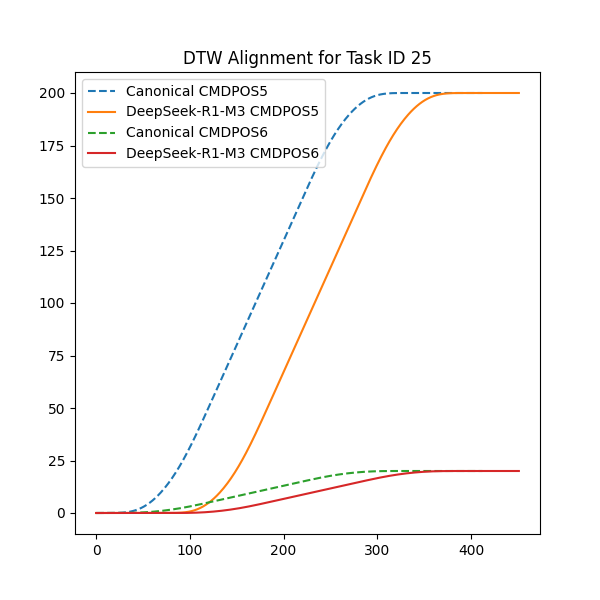 DTW Alignment for Task ID 25
Canonical CMDPOS5
DeepSeek-R1-M3 CMDPOS5
Canonical CMDPOS6
DeepSeek-R1-M3 CMDPOS6
200
175
150
125
100
75
50
25
0
0 100 200 300 400